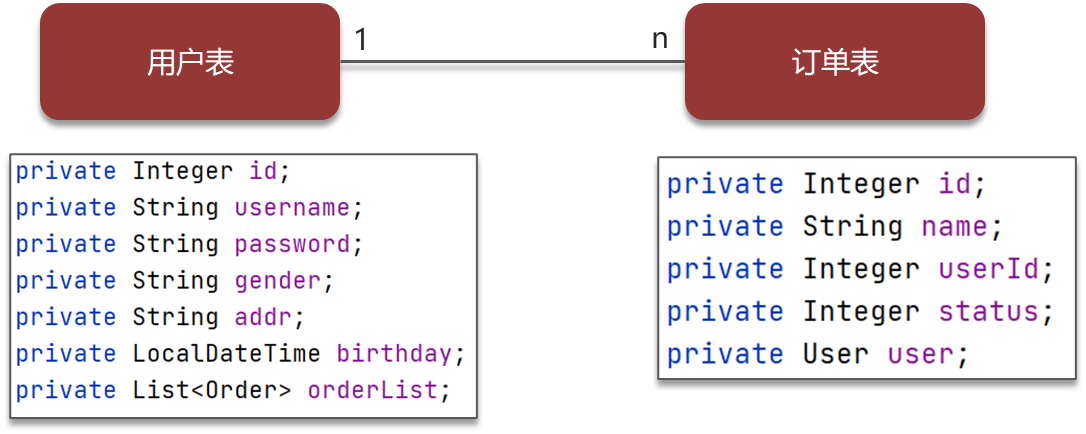 用户表
1
n
订单表
private Integer id;
private String username;
private String password;
private String gender;
private String addr;
private LocalDateTime birthday;
private List<Order> orderList;
private Integer id;
private String name;
private Integer userId;
private Integer status;
private User user;